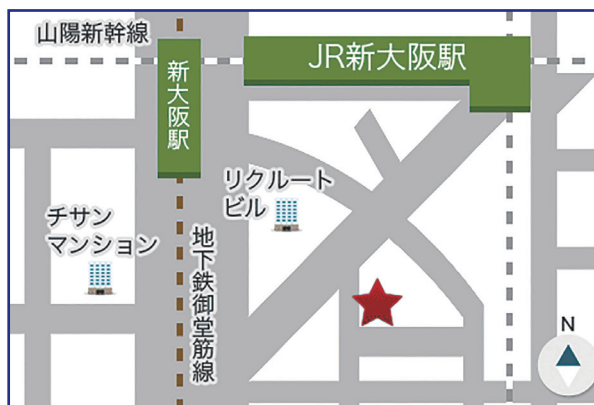 山陽新幹線
JR新大阪駅
新大阪駅
リクルート
ビル
チサン
マンション
地下鉄御堂筋線
N